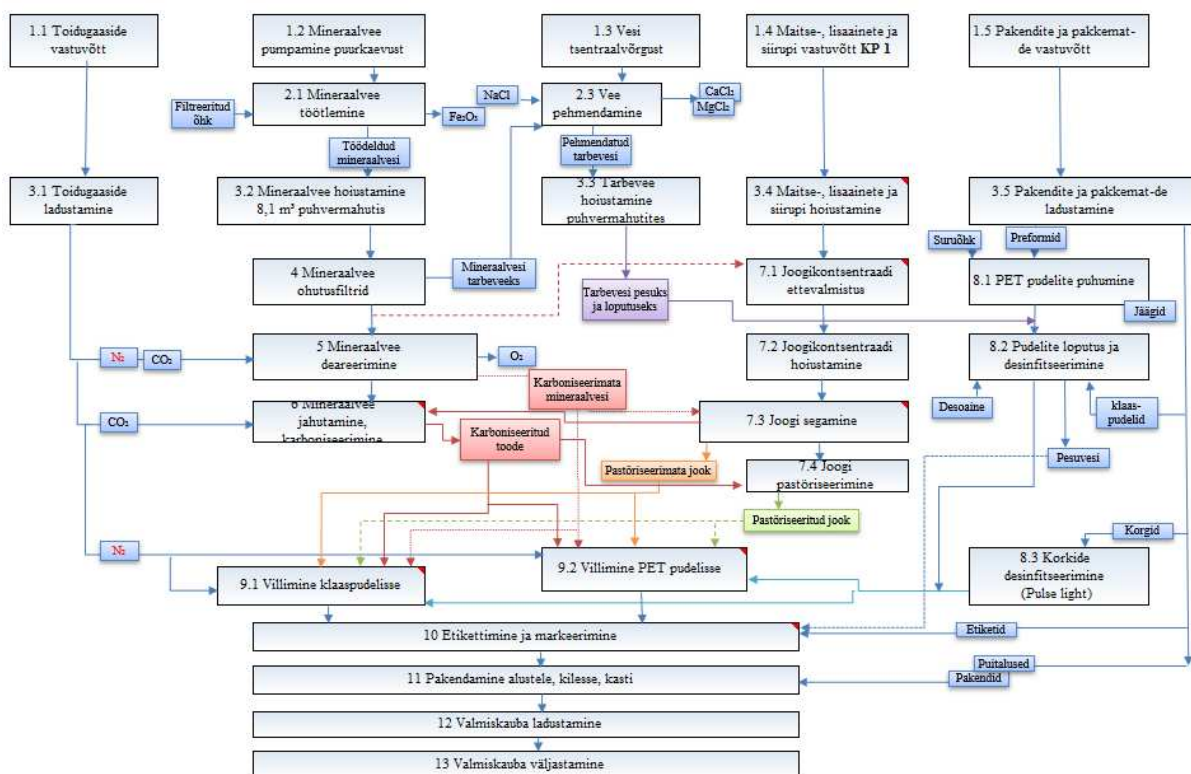 1.1 Toidugaaside
vastuvõtt
1.2 Mineraalvee
pumpamine puurkaevust
1.3 Vesi
tsentraalvõrgust
1.4 Maitse-, lisaainete ja
siirupi vastuvõtt KP 1
1.5 Pakendite ja pakkemat-
de vastuvõtt
Filtreeritud
õhk
2.1 Mineraalvee
töötlemine
Fe₂O₃
NaCl
2.3 Vee
pehmendamine
CaCl₂
MgCl₂
Töödeldud
mineraalvesi
Pehmendatud
tarbevesi
3.1 Toidugaaside
ladustamine
3.2 Mineraalvee hoiustamine
8,1 m³ puhvermahutis
3.3 Tarbevee
hoiustamine
puhvermahutites
3.4 Maitse-, lisaainete ja
siirupi hoiustamine
3.5 Pakendite ja pakkemat-de
ladustamine
Suruõhk
Preformid
4 Mineraalvee
ohutusfiltrid
Mineraalvesi
tarbeveeks
Tarbevesi pesuks
ja loputuseks
7.1 Joogikontsentraadi
ettevalmistus
8.1 PET pudelite puhumine
Jäägid
N₂
CO₂
5 Mineraalvee
deareerimine
O₂
7.2 Joogikontsentraadi
hoiustamine
8.2 Pudelite loputus ja
desinfitseerimine
Karboniseerimata
mineraalvesi
Desoaine
klaas-
pudelid
CO₂
6 Mineraalvee
jahutamine,
karboniseerimine
Karboniseeritud
toode
7.3 Joogi segamine
Pastöriseerimata jook
7.4 Joogi
pastöriseerimine
Pesuvesi
Pastöriseeritud jook
Korgid
N₂
9.1 Villimine klaaspudelisse
9.2 Villimine PET pudelisse
8.3 Korkide
desinfitseerimine
(Pulse light)
10 Etikettimine ja markeerimine
Etiketid
11 Pakendamine alustele, kilesse, kasti
Puitalused
Pakendid
12 Valmiskauba ladustamine
13 Valmiskauba väljastamine